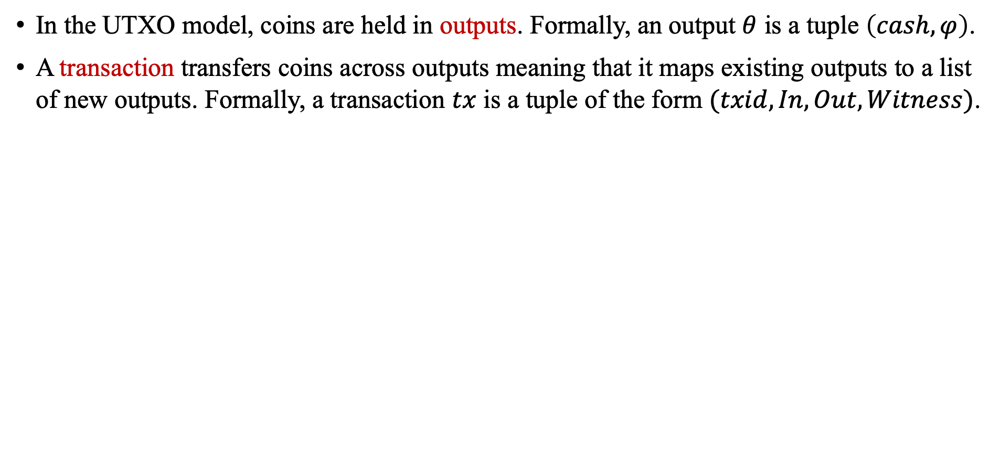 • In the UTXO model, coins are held in outputs. Formally, an output θ is a tuple (cash, φ).
• A transaction transfers coins across outputs meaning that it maps existing outputs to a list
of new outputs. Formally, a transaction tx is a tuple of the form (txid, In, Out, Witness).